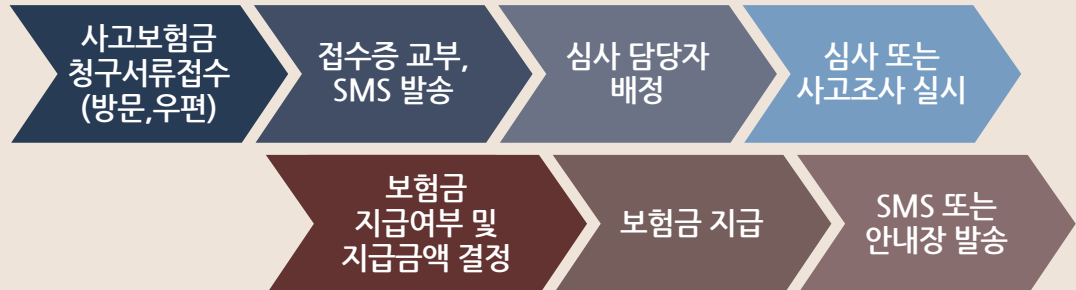 사고보험금
청구서류접수
(방문,우편)
접수증 교부,
SMS 발송
심사 담당자
배정
심사 또는
사고조사 실시
보험금
지급여부 및
지급금액 결정
보험금 지급
SMS 또는
안내장 발송